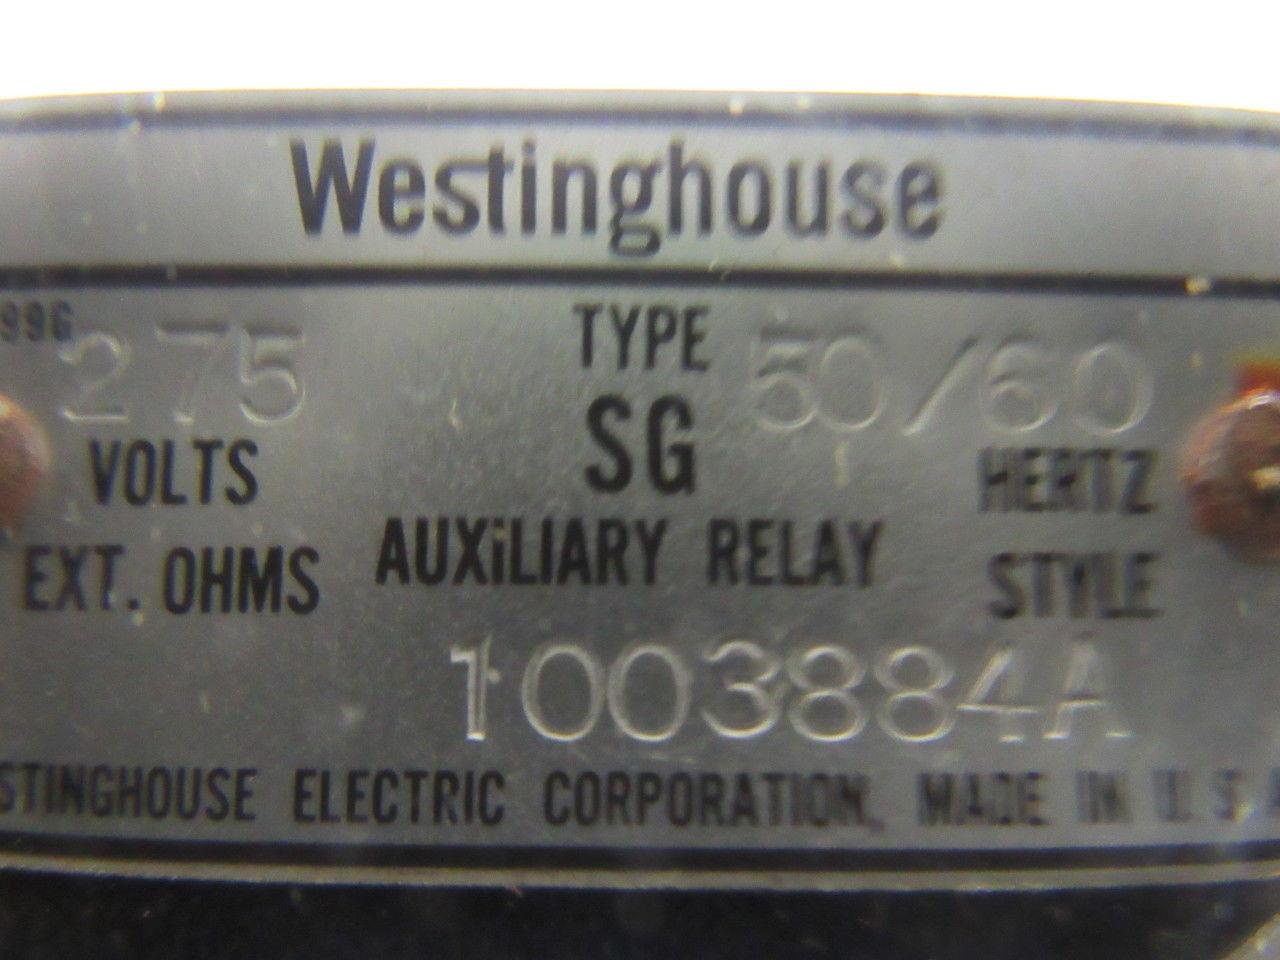 Westinghouse
996
275 VOLTS
TYPE SG
50/60 HERTZ
EXT. OHMS
AUXiLIARY RELAY
STYLE
1003884A
STINGHOUSE ELECTRIC CORPORATION, MADE IN U.S.A